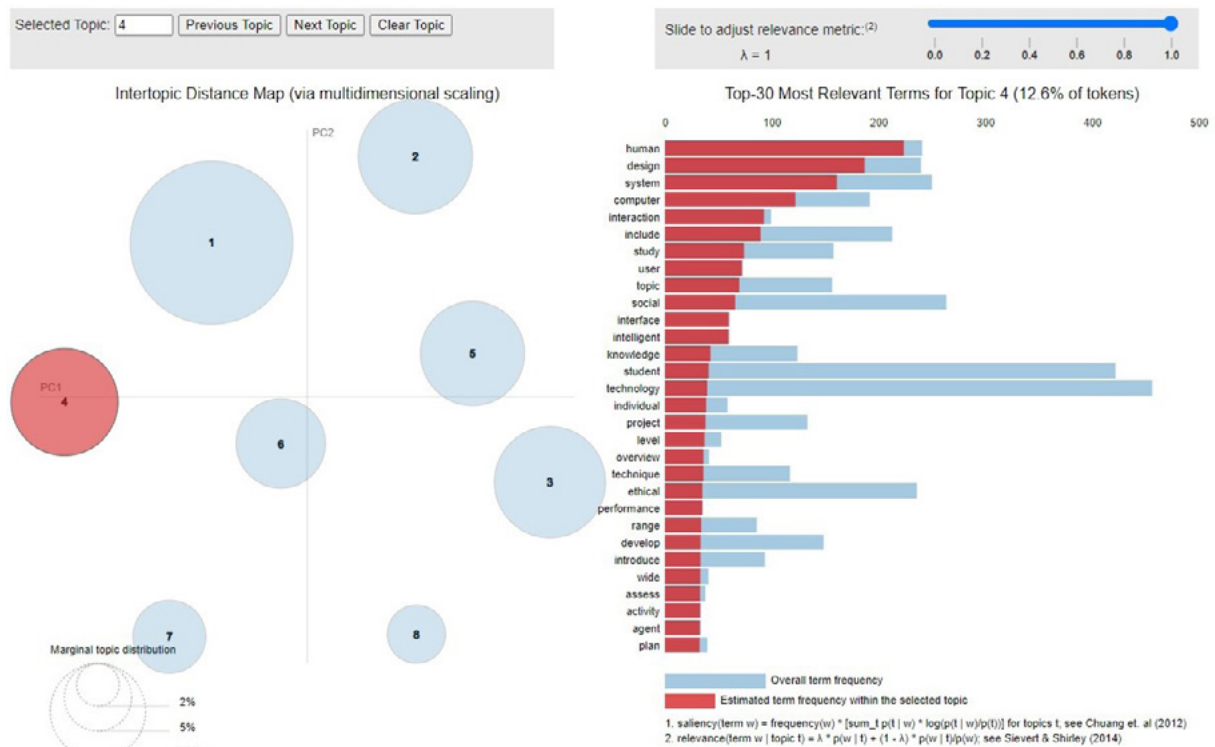 Selected Topic: 4 Previous Topic Next Topic Clear Topic
Slide to adjust relevance metric:(2)
λ = 1
0.0 0.2 0.4 0.6 0.8 1.0
Intertopic Distance Map (via multidimensional scaling)
PC2
PC1
2
1
5
4
6
3
7
8
Marginal topic distribution
2%
5%
Top-30 Most Relevant Terms for Topic 4 (12.6% of tokens)
0 100 200 300 400 500
human
design
system
computer
interaction
include
study
user
topic
social
interface
intelligent
knowledge
student
technology
individual
project
level
overview
technique
ethical
performance
range
develop
introduce
wide
assess
activity
agent
plan
Overall term frequency
Estimated term frequency within the selected topic
1. saliency(term w) = frequency(w) * [sum_t p(t | w) * log(p(t | w)/p(t))] for topics t; see Chuang et. al (2012)
2. relevance(term w | topic t) = λ * p(w | t) + (1 - λ) * p(w | t)/p(w); see Sievert & Shirley (2014)